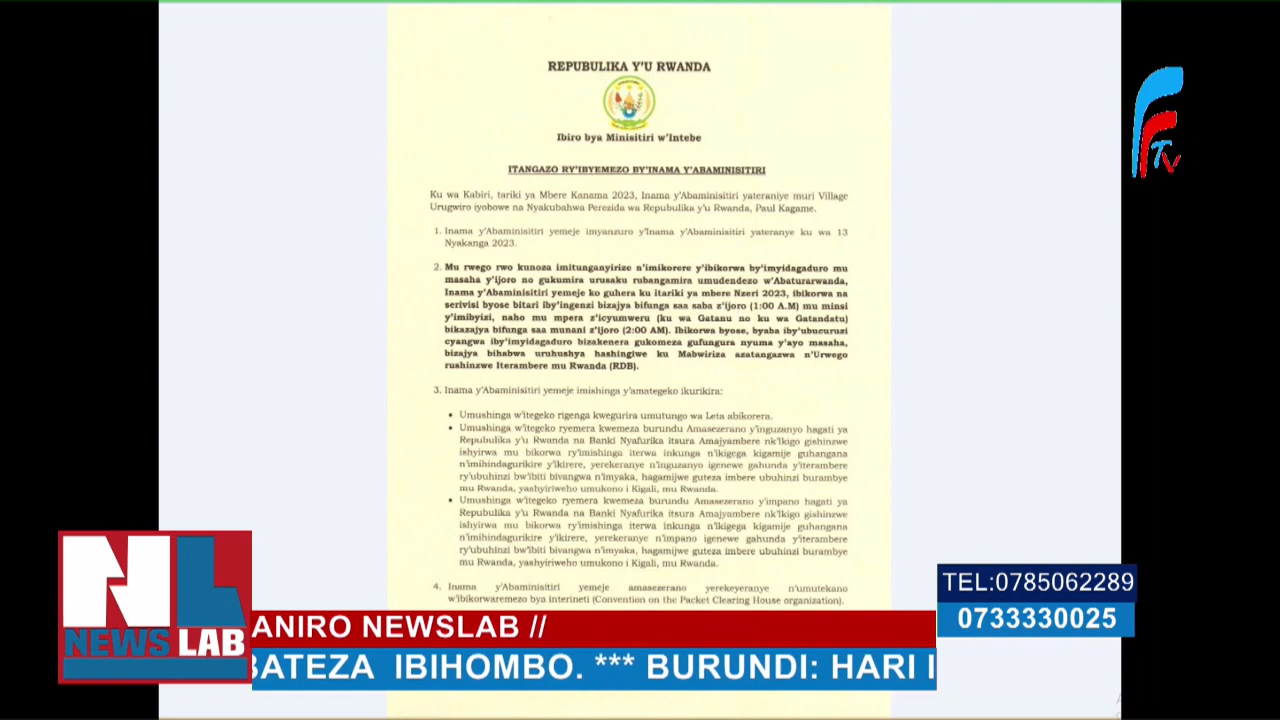 REPUBULIKA Y'U RWANDA
Ibiro bya Minisitiri w'Intebe
ITANGAZO RY'IBYEMEZO BY'INAMA Y'ABAMINISITIRI
Ku wa Kabiri, tariki ya Mbere Kanama 2023, Inama y'Abaminisitiri yateraniye muri Village
Urugwiro iyobowe na Nyakubahwa Perezida wa Repubulika y'u Rwanda, Paul Kagame.
1. Inama y'Abaminisitiri yemeje imyanzuro y'Inama y'Abaminisitiri yateranye ku wa 13
Nyakanga 2023.
2. Mu rwego rwo kunoza imitunganyirize n'imikorere y'ibikorwa by'imyidagaduro mu
masaha y'ijoro no gukumira urusaku rubangamira umudendezo w'Abaturarwanda,
Inama y'Abaminisitiri yemeje ko guhera ku itariki ya mbere Nzeri 2023, ibikorwa na
serivisi byose bitari iby'ingenzi bizajya bifunga saa saba z'ijoro (1:00 A.M) mu minsi
y'imibyizi, naho mu mpera z'icyumweru (ku wa Gatanu no ku wa Gatandatu)
bikazajya bifunga saa munani z'ijoro (2:00 AM). Ibikorwa byose, byaba iby'ubucuruzi
cyangwa iby'imyidagaduro bizakenera gukomeza gufungura nyuma y'ayo masaha,
bizajya bihabwa uruhushya hashingiwe ku Mabwiriza azatangazwa n'Urwego
rushinzwe Iterambere mu Rwanda (RDB).
3. Inama y'Abaminisitiri yemeje imishinga y'amategeko ikurikira:
• Umushinga w'itegeko rigenga kwegurira umutungo wa Leta abikorera.
• Umushinga w'itegeko ryemera kwemeza burundu Amasezerano y'inguzanyo hagati ya
Repubulika y'u Rwanda na Banki Nyafurika itsura Amajyambere nk'Ikigo gishinzwe
ishyirwa mu bikorwa ry'imishinga iterwa inkunga n'ikigega kigamije guhangana
n'imihindagurikire y'ikirere, yerekeranye n'inguzanyo igenewe gahunda y'iterambere
ry'ubuhinzi bw'ibiti bivangwa n'imyaka, hagamijwe guteza imbere ubuhinzi burambye
mu Rwanda, yashyiriweho umukono i Kigali, mu Rwanda.
• Umushinga w'itegeko ryemera kwemeza burundu Amasezerano y'impano hagati ya
Repubulika y'u Rwanda na Banki Nyafurika itsura Amajyambere nk'Ikigo gishinzwe
ishyirwa mu bikorwa ry'imishinga iterwa inkunga n'ikigega kigamije guhangana
n'imihindagurikire y'ikirere, yerekeranye n'impano igenewe gahunda y'iterambere
ry'ubuhinzi bw'ibiti bivangwa n'imyaka, hagamijwe guteza imbere ubuhinzi burambye
mu Rwanda, yashyiriweho umukono i Kigali, mu Rwanda.
4. Inama y'Abaminisitiri yemeje amasezerano yerekeyeranye n'umutekano
w'ibikorwaremezo bya interineti (Convention on the Packet Clearing House organization).
TV
NL
NEWS LAB
TEL:0785062289
0733330025
ANIRO NEWSLAB //
BATEZA IBIHOMBO. *** BURUNDI: HARI I